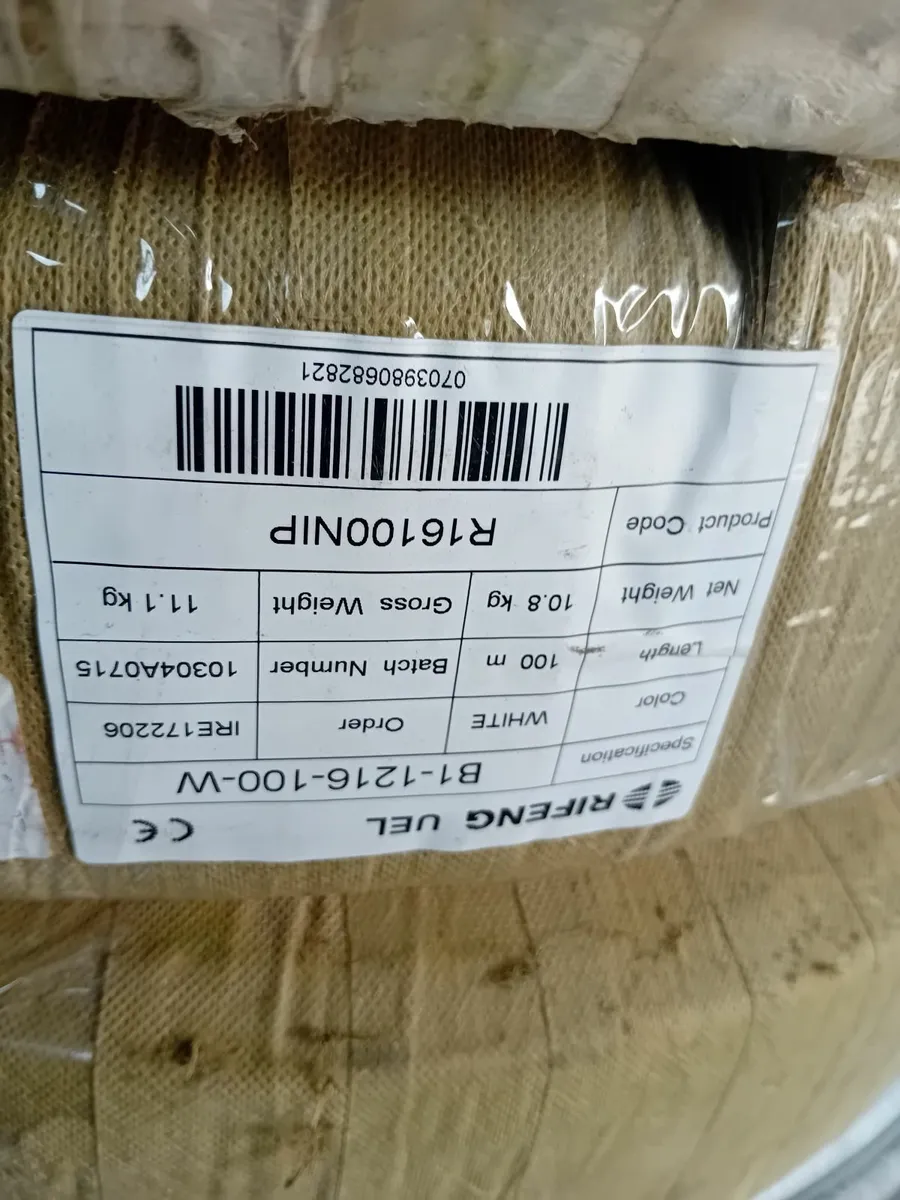 RIFENG UEL CE
Specification B1-1216-100-W
Color WHITE Order IRE172206
Length 100 m Batch Number 10304A0715
Net Weight 10.8 kg Gross Weight 11.1 kg
Product Code R16100NIP
0703980682821